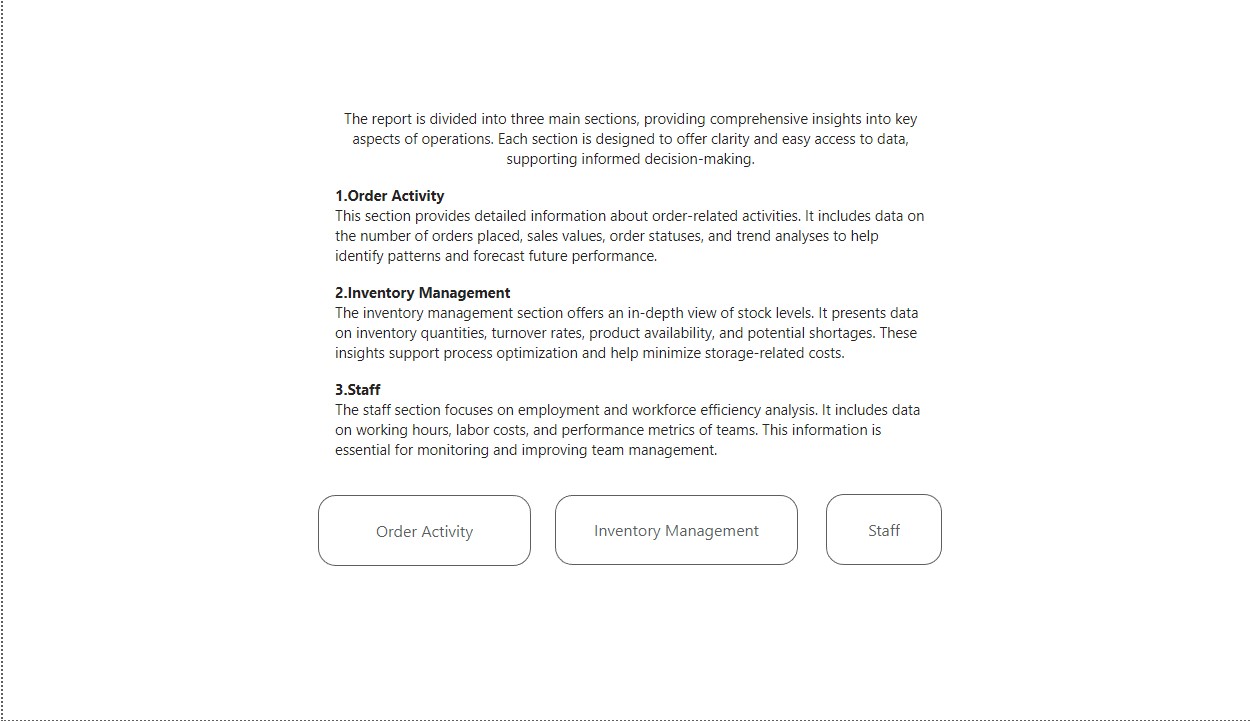 The report is divided into three main sections, providing comprehensive insights into key
aspects of operations. Each section is designed to offer clarity and easy access to data,
supporting informed decision-making.
1.Order Activity
This section provides detailed information about order-related activities. It includes data on
the number of orders placed, sales values, order statuses, and trend analyses to help
identify patterns and forecast future performance.
2.Inventory Management
The inventory management section offers an in-depth view of stock levels. It presents data
on inventory quantities, turnover rates, product availability, and potential shortages. These
insights support process optimization and help minimize storage-related costs.
3.Staff
The staff section focuses on employment and workforce efficiency analysis. It includes data
on working hours, labor costs, and performance metrics of teams. This information is
essential for monitoring and improving team management.
Order Activity
Inventory Management
Staff